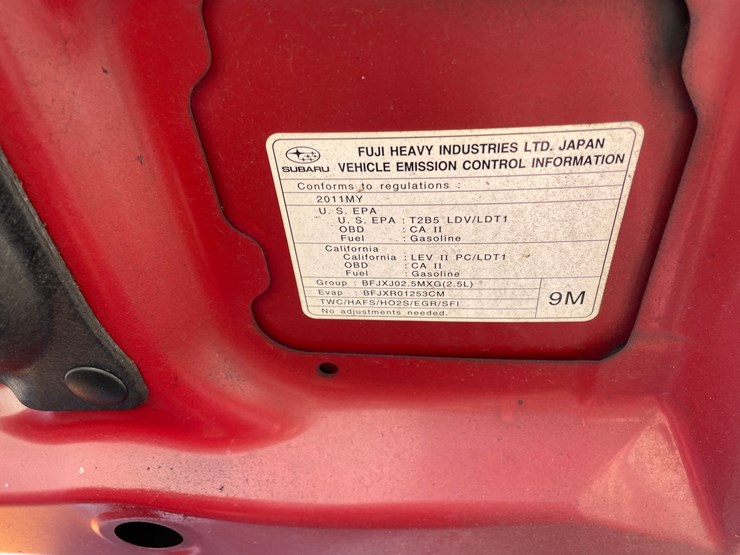 FUJI HEAVY INDUSTRIES LTD. JAPAN
SUBARU VEHICLE EMISSION CONTROL INFORMATION
Conforms to regulations :
2011MY
U. S. EPA
U. S. EPA : T2B5 LDV/LDT1
OBD : CA II
Fuel : Gasoline
California
California : LEV II PC/LDT1
OBD : CA II
Fuel : Gasoline
Group : BFJXJ02.5MXG(2.5L)
Evap : BFJXR01253CM
TWC/HAFS/HO2S/EGR/SFI
No adjustments needed.
9M